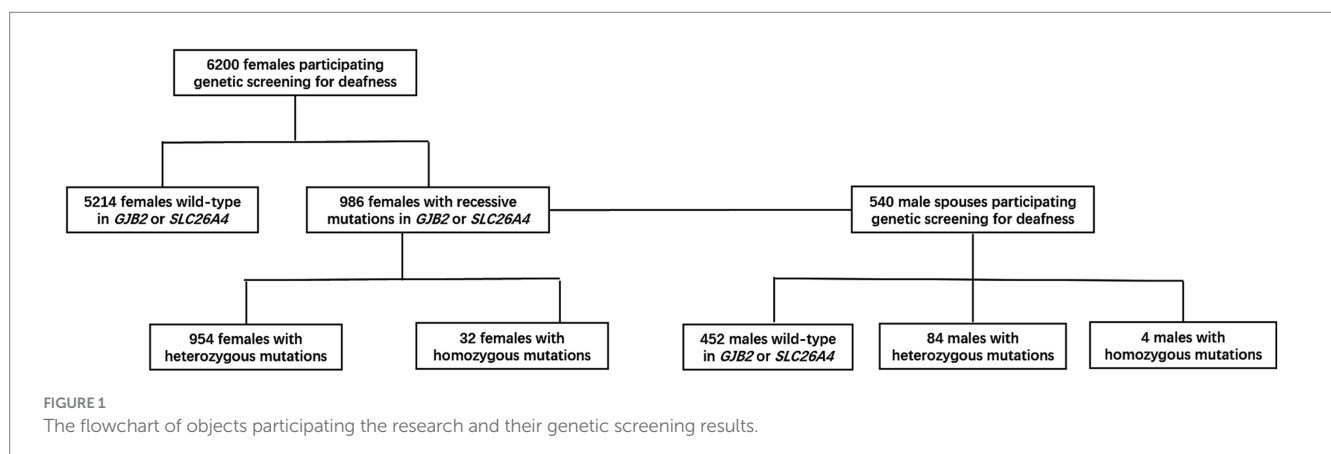 6200 females participating
genetic screening for deafness
5214 females wild-type
in GJB2 or SLC26A4
986 females with recessive
mutations in GJB2 or SLC26A4
540 male spouses participating
genetic screening for deafness
954 females with
heterozygous mutations
32 females with
homozygous mutations
452 males wild-type
in GJB2 or SLC26A4
84 males with
heterozygous mutations
4 males with
homozygous mutations
FIGURE 1
The flowchart of objects participating the research and their genetic screening results.